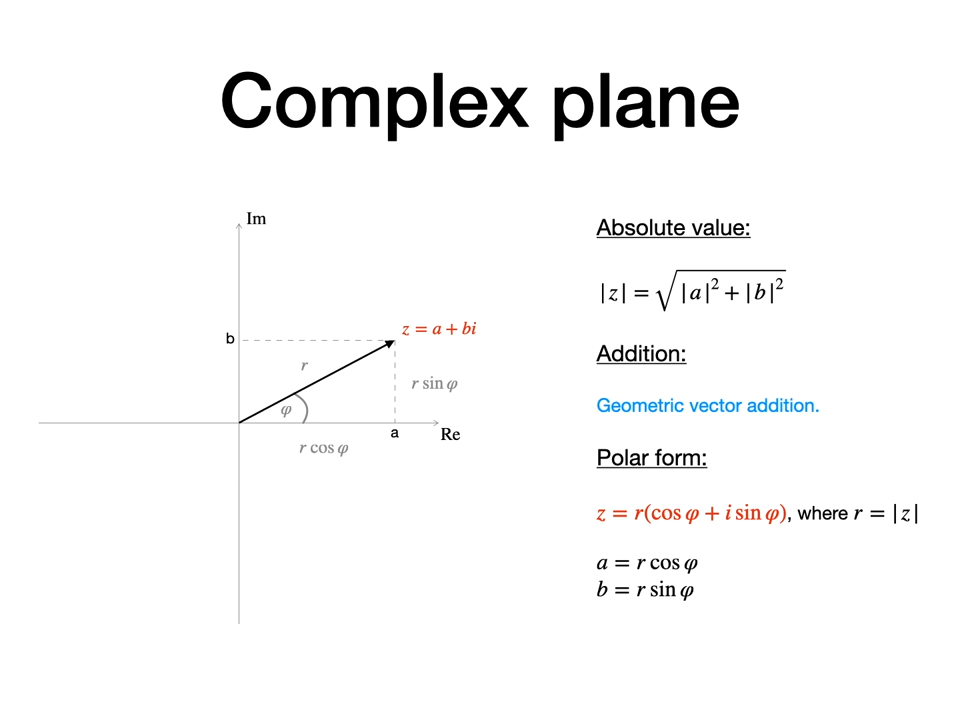 Complex plane
Im
b
z = a + bi
r
r sin φ
φ
a
Re
r cos φ
Absolute value:
|z| = √|a|² + |b|²
Addition:
Geometric vector addition.
Polar form:
z = r(cos φ + i sin φ), where r = |z|
a = r cos φ
b = r sin φ